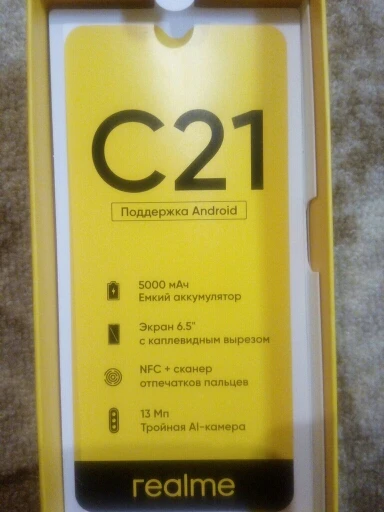 C21
Поддержка Android
5000 мАч
Емкий аккумулятор
Экран 6.5"
с каплевидным вырезом
NFC + сканер
отпечатков пальцев
13 Мп
Тройная AI-камера
realme